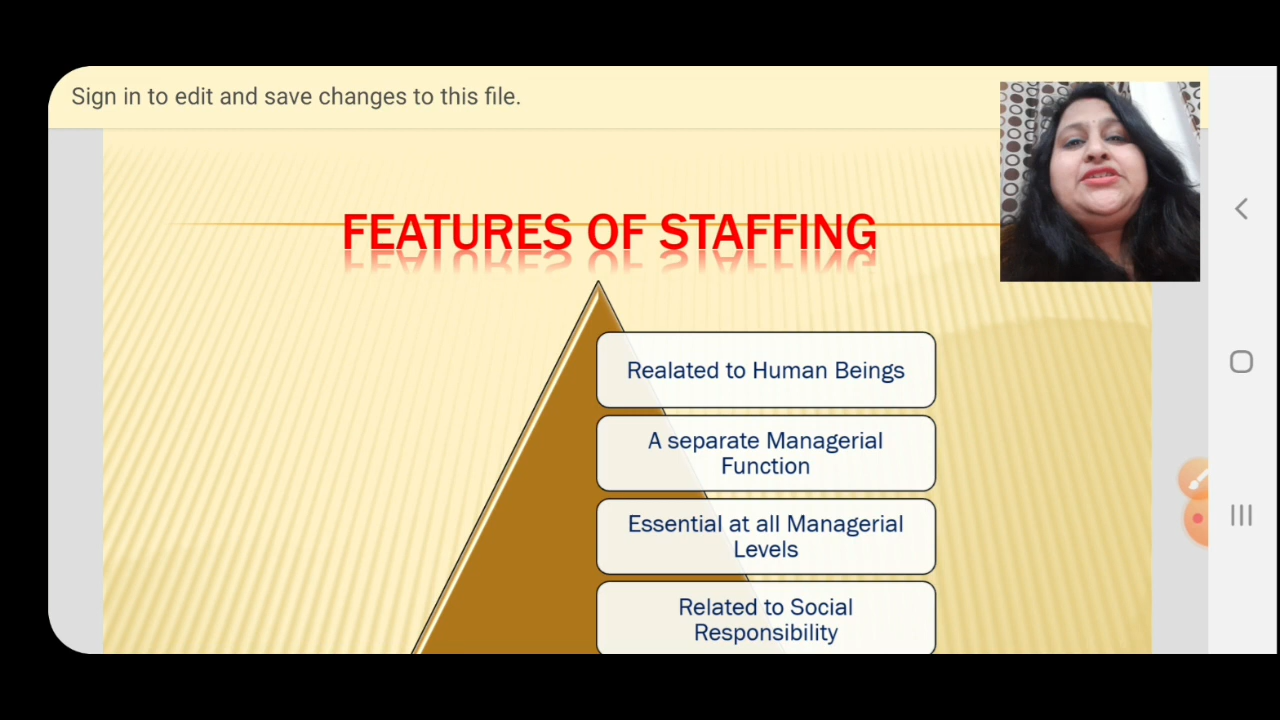 Sign in to edit and save changes to this file.
FEATURES OF STAFFING
Realated to Human Beings
A separate Managerial
Function
Essential at all Managerial
Levels
Related to Social
Responsibility